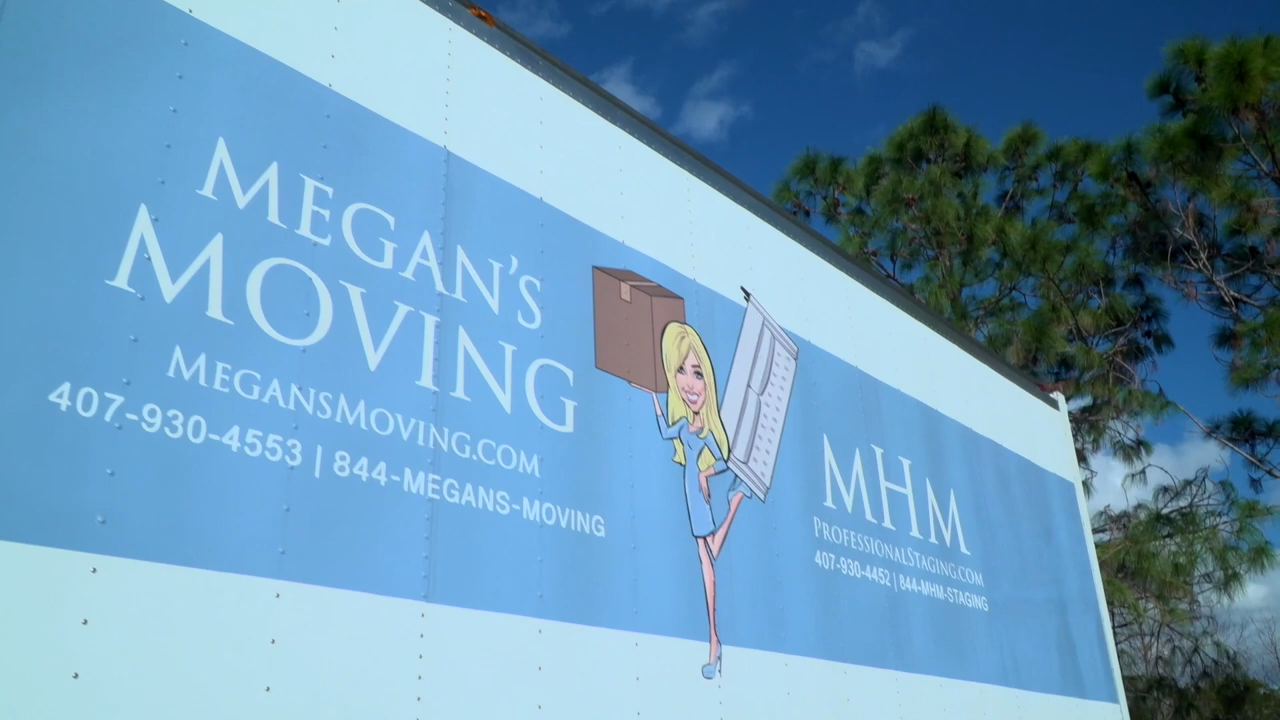 MEGAN'S
MOVING
MEGANSMOVING.COM
407-930-4553 | 844-MEGANS-MOVING
MHM
PROFESSIONALSTAGING.COM
407-930-4452 | 844-MHM-STAGING